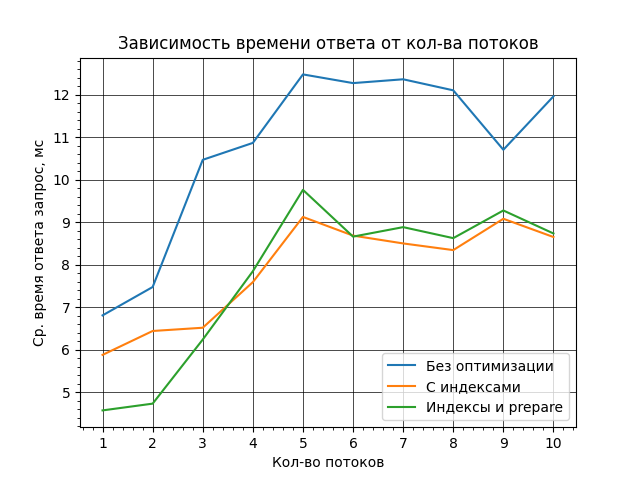 Зависимость времени ответа от кол-ва потоков
Ср. время ответа запрос, мс
12
11
10
9
8
7
6
5
Без оптимизации
С индексами
Индексы и prepare
1 2 3 4 5 6 7 8 9 10
Кол-во потоков